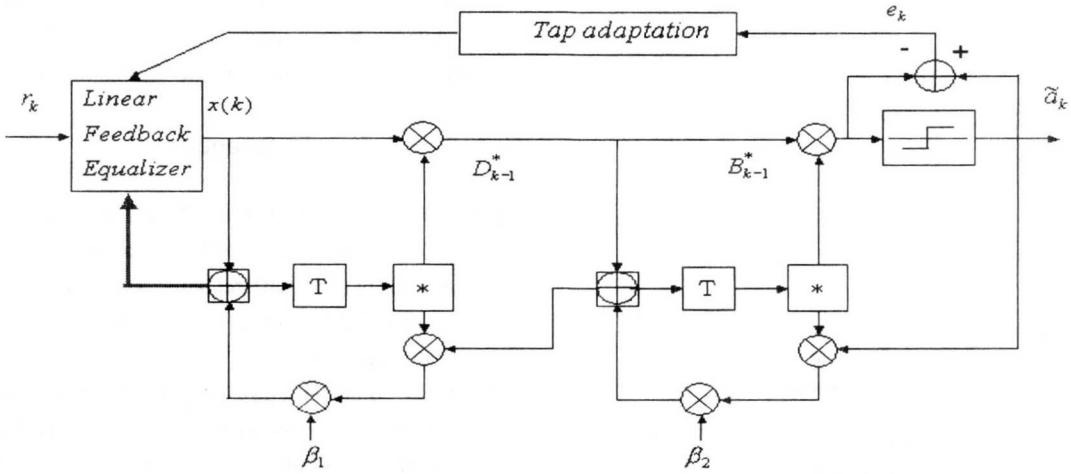 e_k
Tap adaptation
- +
r_k
Linear
Feedback
Equalizer
x(k)
ã_k
D*_{k-1}
B*_{k-1}
T
*
T
*
β_1
β_2